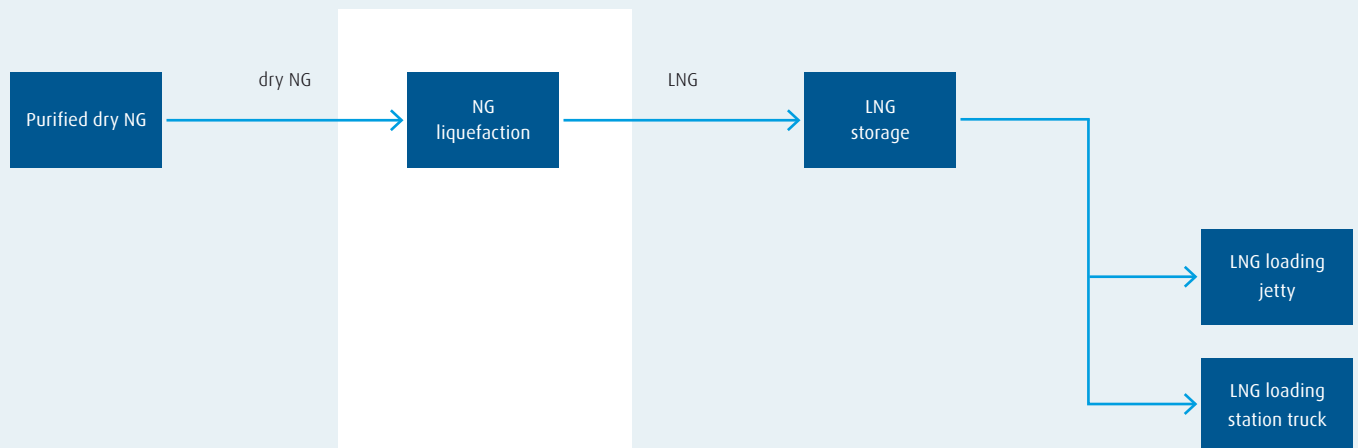 dry NG
LNG
Purified dry NG
NG
liquefaction
LNG
storage
LNG loading
jetty
LNG loading
station truck